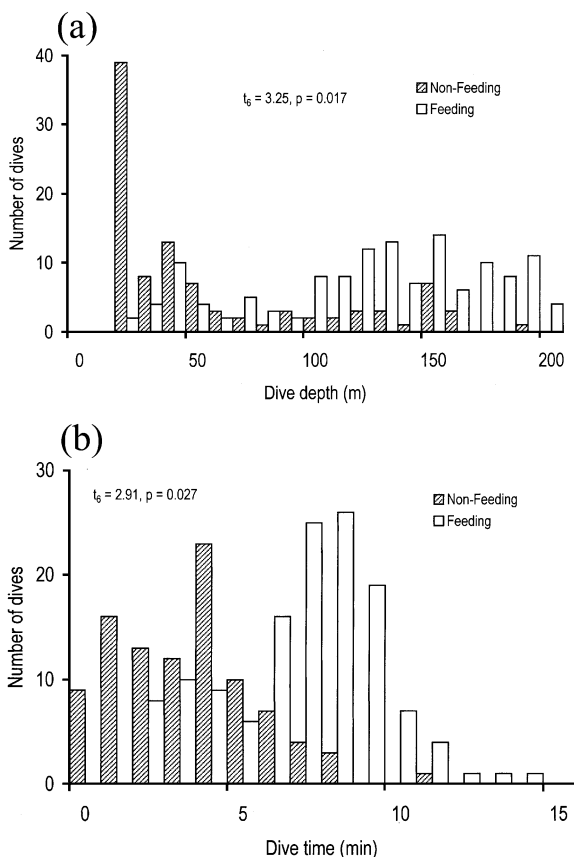 (a)
40
30
20
10
0
Number of dives
t6 = 3.25, p = 0.017
Non-Feeding
Feeding
0 50 100 150 200
Dive depth (m)
(b)
30
20
10
0
Number of dives
t6 = 2.91, p = 0.027
Non-Feeding
Feeding
0 5 10 15
Dive time (min)